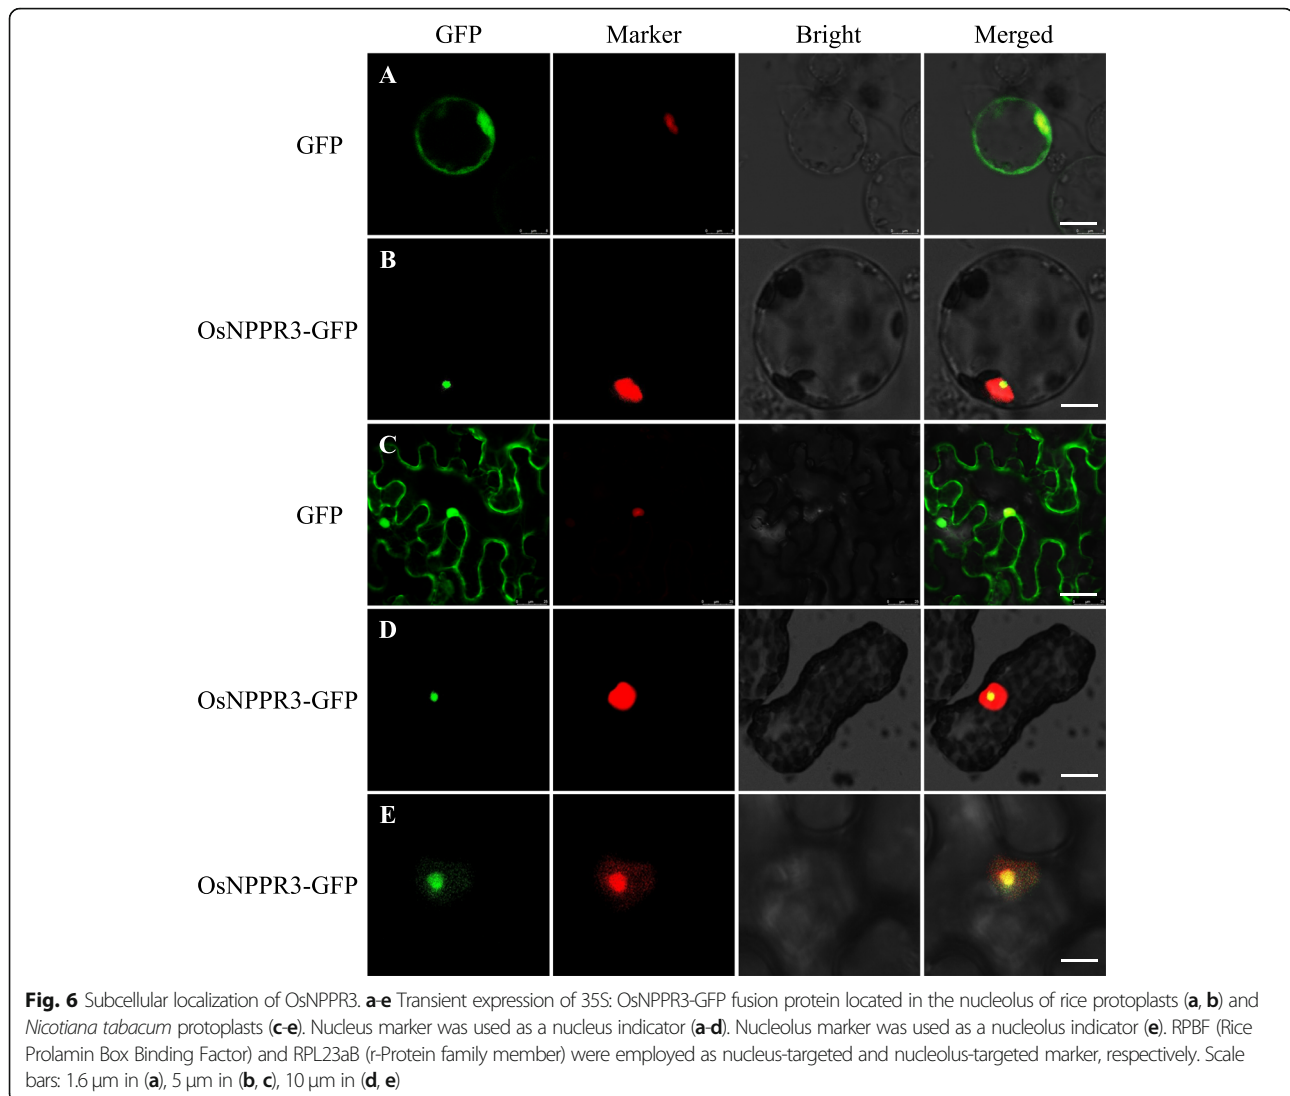 GFP Marker Bright Merged
A
GFP
B
OsNPPR3-GFP
C
GFP
D
OsNPPR3-GFP
E
OsNPPR3-GFP
Fig. 6 Subcellular localization of OsNPPR3. a-e Transient expression of 35S: OsNPPR3-GFP fusion protein located in the nucleolus of rice protoplasts (a, b) and
Nicotiana tabacum protoplasts (c-e). Nucleus marker was used as a nucleus indicator (a-d). Nucleolus marker was used as a nucleolus indicator (e). RPBF (Rice
Prolamin Box Binding Factor) and RPL23aB (r-Protein family member) were employed as nucleus-targeted and nucleolus-targeted marker, respectively. Scale
bars: 1.6 μm in (a), 5 μm in (b, c), 10 μm in (d, e)